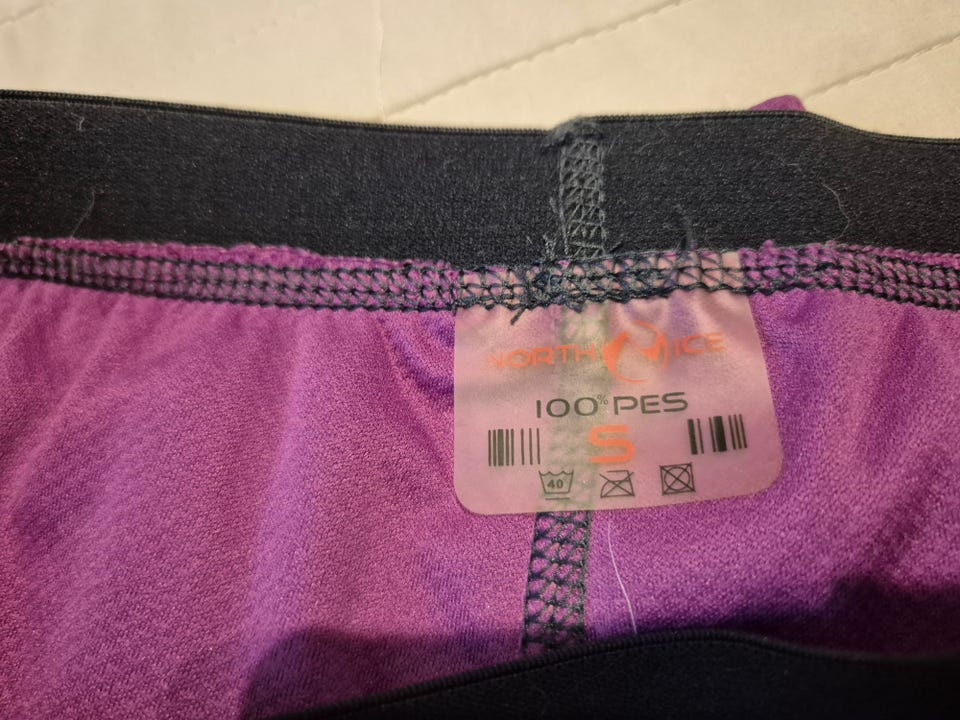 NORTH ICE
100% PES
S
40